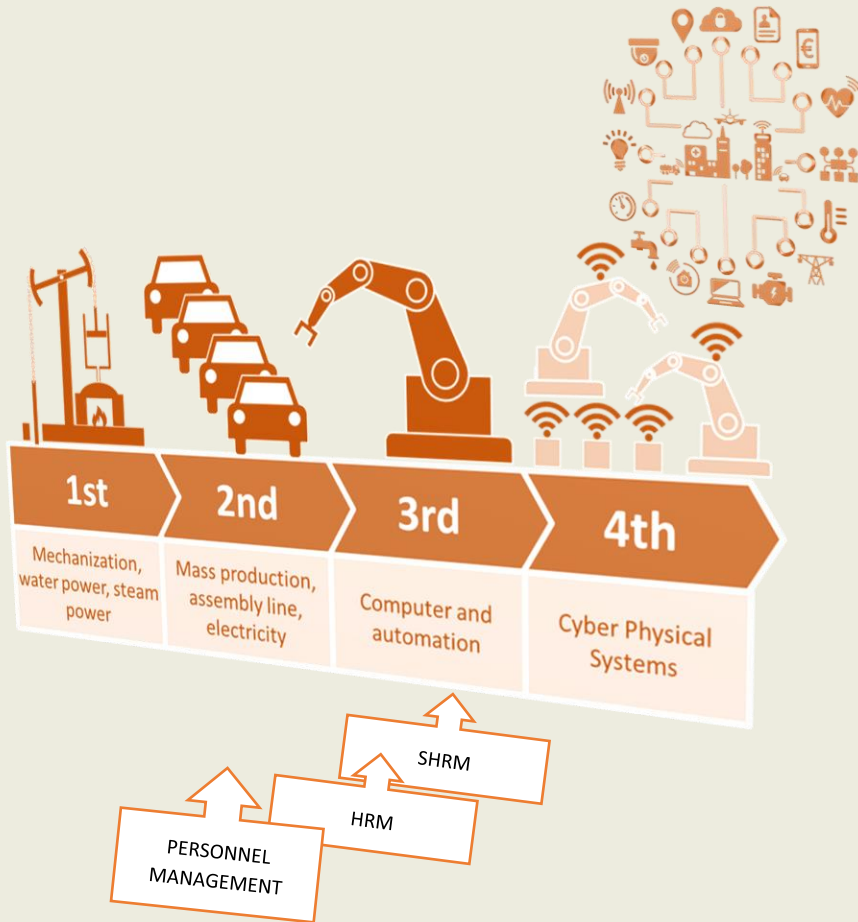 1st
2nd
3rd
4th
Mechanization,
water power, steam
power
Mass production,
assembly line,
electricity
Computer and
automation
Cyber Physical
Systems
SHRM
HRM
PERSONNEL
MANAGEMENT